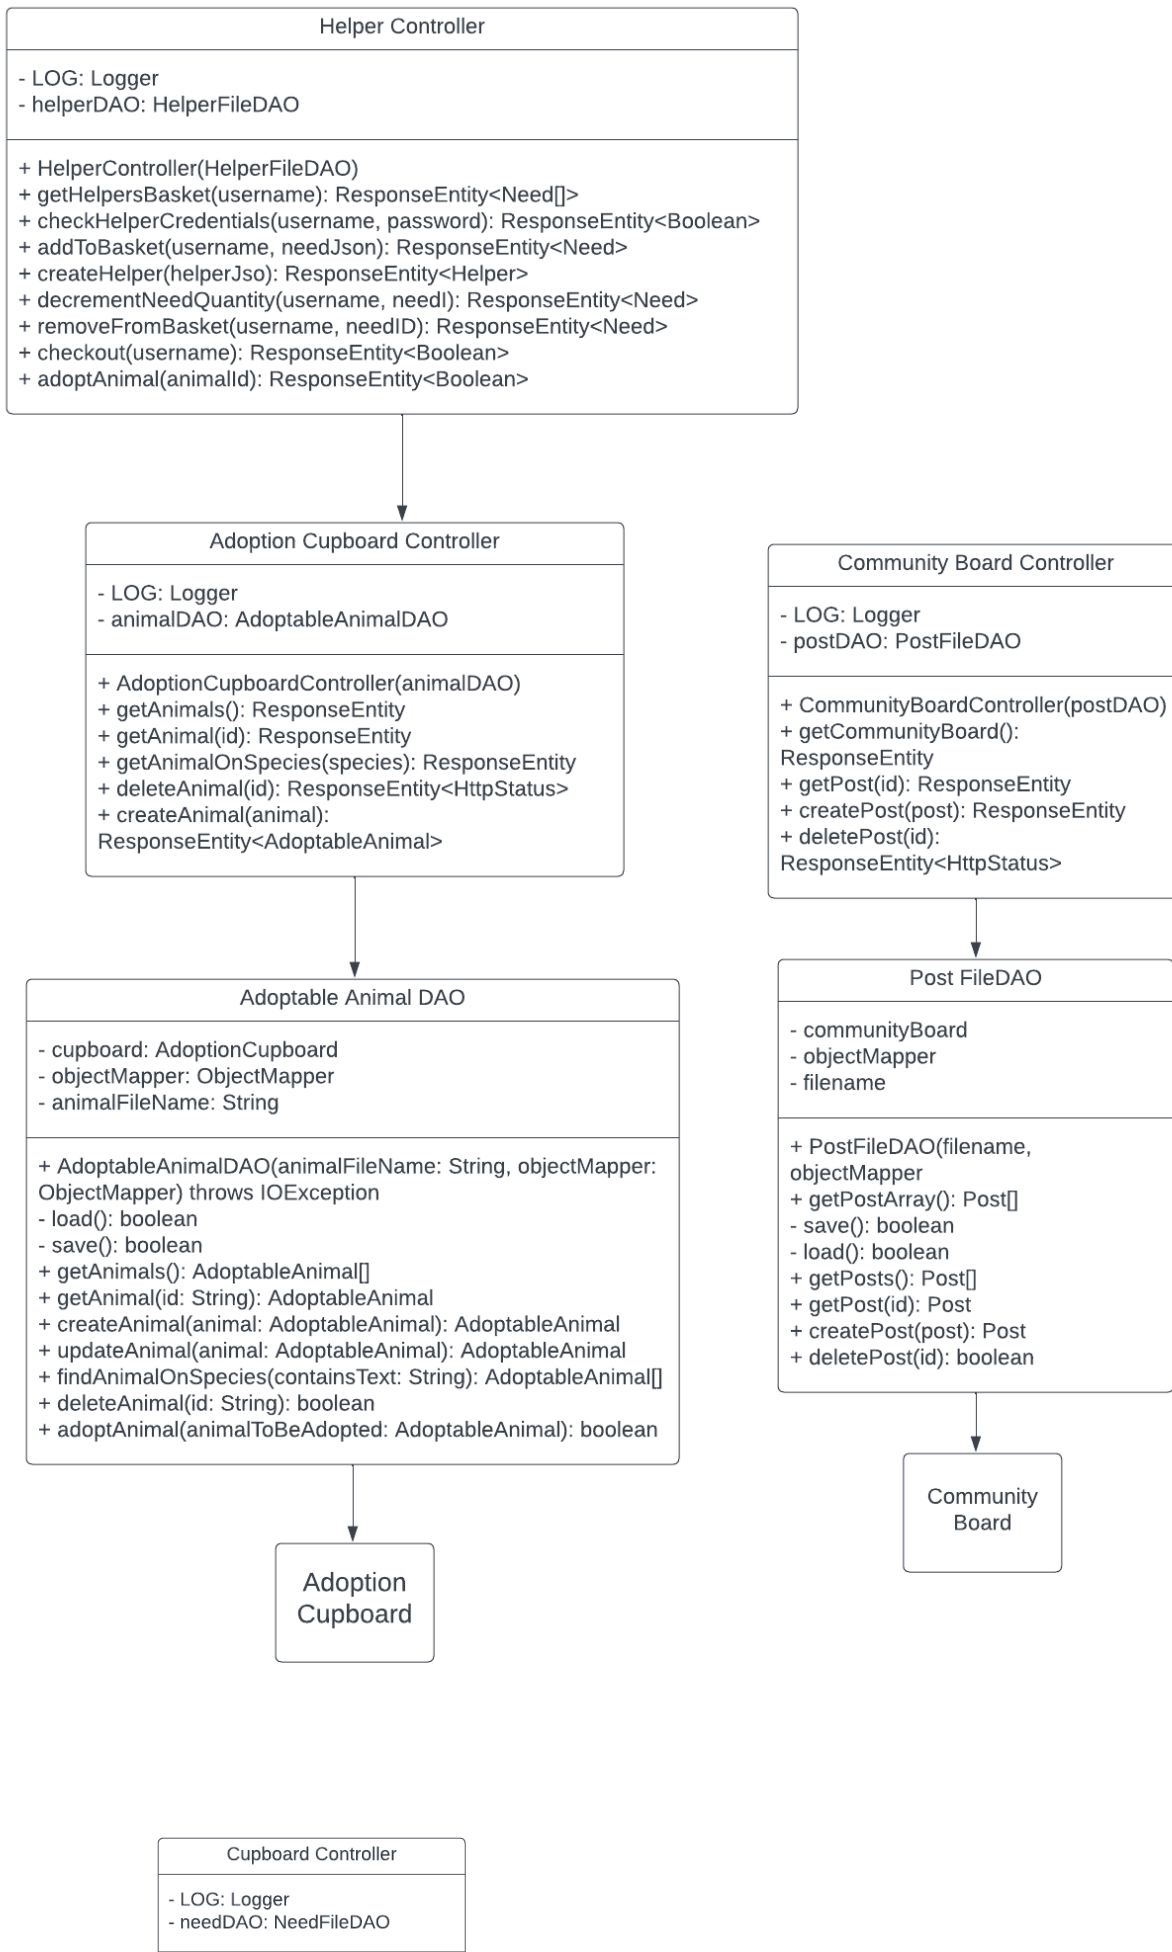 Helper Controller
- LOG: Logger
- helperDAO: HelperFileDAO
+ HelperController(HelperFileDAO)
+ getHelpersBasket(username): ResponseEntity<Need[]>
+ checkHelperCredentials(username, password): ResponseEntity<Boolean>
+ addToBasket(username, needJson): ResponseEntity<Need>
+ createHelper(helperJso): ResponseEntity<Helper>
+ decrementNeedQuantity(username, needI): ResponseEntity<Need>
+ removeFromBasket(username, needID): ResponseEntity<Need>
+ checkout(username): ResponseEntity<Boolean>
+ adoptAnimal(animalId): ResponseEntity<Boolean>
Adoption Cupboard Controller
- LOG: Logger
- animalDAO: AdoptableAnimalDAO
+ AdoptionCupboardController(animalDAO)
+ getAnimals(): ResponseEntity
+ getAnimal(id): ResponseEntity
+ getAnimalOnSpecies(species): ResponseEntity
+ deleteAnimal(id): ResponseEntity<HttpStatus>
+ createAnimal(animal):
ResponseEntity<AdoptableAnimal>
Community Board Controller
- LOG: Logger
- postDAO: PostFileDAO
+ CommunityBoardController(postDAO)
+ getCommunityBoard():
ResponseEntity
+ getPost(id): ResponseEntity
+ createPost(post): ResponseEntity
+ deletePost(id):
ResponseEntity<HttpStatus>
Adoptable Animal DAO
- cupboard: AdoptionCupboard
- objectMapper: ObjectMapper
- animalFileName: String
+ AdoptableAnimalDAO(animalFileName: String, objectMapper:
ObjectMapper) throws IOException
- load(): boolean
- save(): boolean
+ getAnimals(): AdoptableAnimal[]
+ getAnimal(id: String): AdoptableAnimal
+ createAnimal(animal: AdoptableAnimal): AdoptableAnimal
+ updateAnimal(animal: AdoptableAnimal): AdoptableAnimal
+ findAnimalOnSpecies(containsText: String): AdoptableAnimal[]
+ deleteAnimal(id: String): boolean
+ adoptAnimal(animalToBeAdopted: AdoptableAnimal): boolean
Post FileDAO
- communityBoard
- objectMapper
- filename
+ PostFileDAO(filename,
objectMapper
+ getPostArray(): Post[]
- save(): boolean
- load(): boolean
+ getPosts(): Post[]
+ getPost(id): Post
+ createPost(post): Post
+ deletePost(id): boolean
Adoption
Cupboard
Community
Board
Cupboard Controller
- LOG: Logger
- needDAO: NeedFileDAO